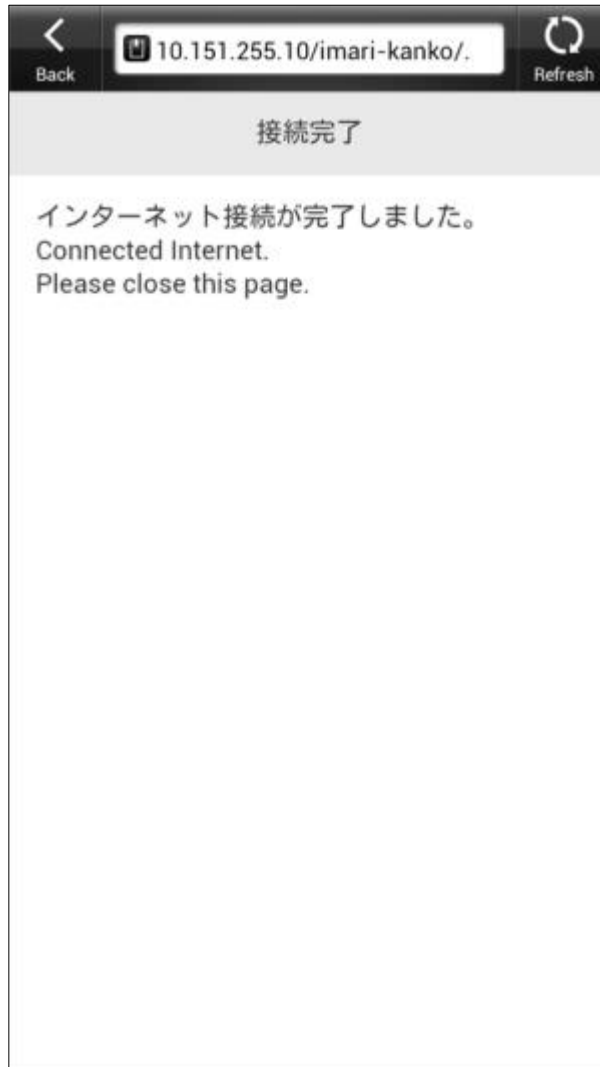 10.151.255.10/imari-kanko/.
Back
Refresh
接続完了
インターネット接続が完了しました。
Connected Internet.
Please close this page.